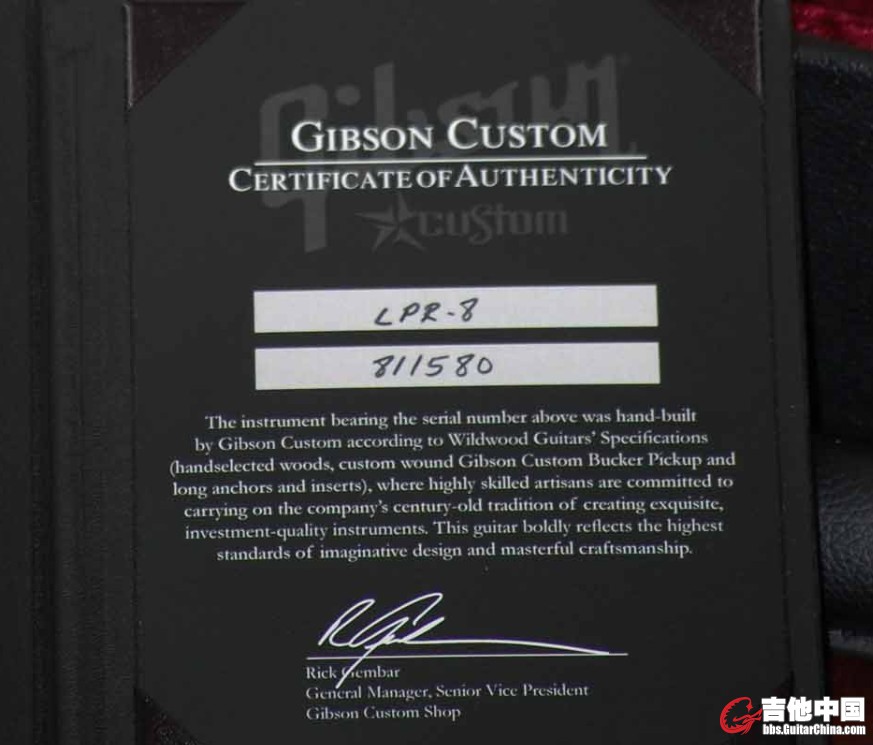 Gibson
custom
GIBSON CUSTOM
CERTIFICATE OF AUTHENTICITY
LPR-8
811580
The instrument bearing the serial number above was hand-built
by Gibson Custom according to Wildwood Guitars' Specifications
(handselected woods, custom wound Gibson Custom Bucker Pickup and
long anchors and inserts), where highly skilled artisans are committed to
carrying on the company's century-old tradition of creating exquisite,
investment-quality instruments. This guitar boldly reflects the highest
standards of imaginative design and masterful craftsmanship.
Rick Gembar
General Manager, Senior Vice President
Gibson Custom Shop
吉他中国
bbs.GuitarChina.com